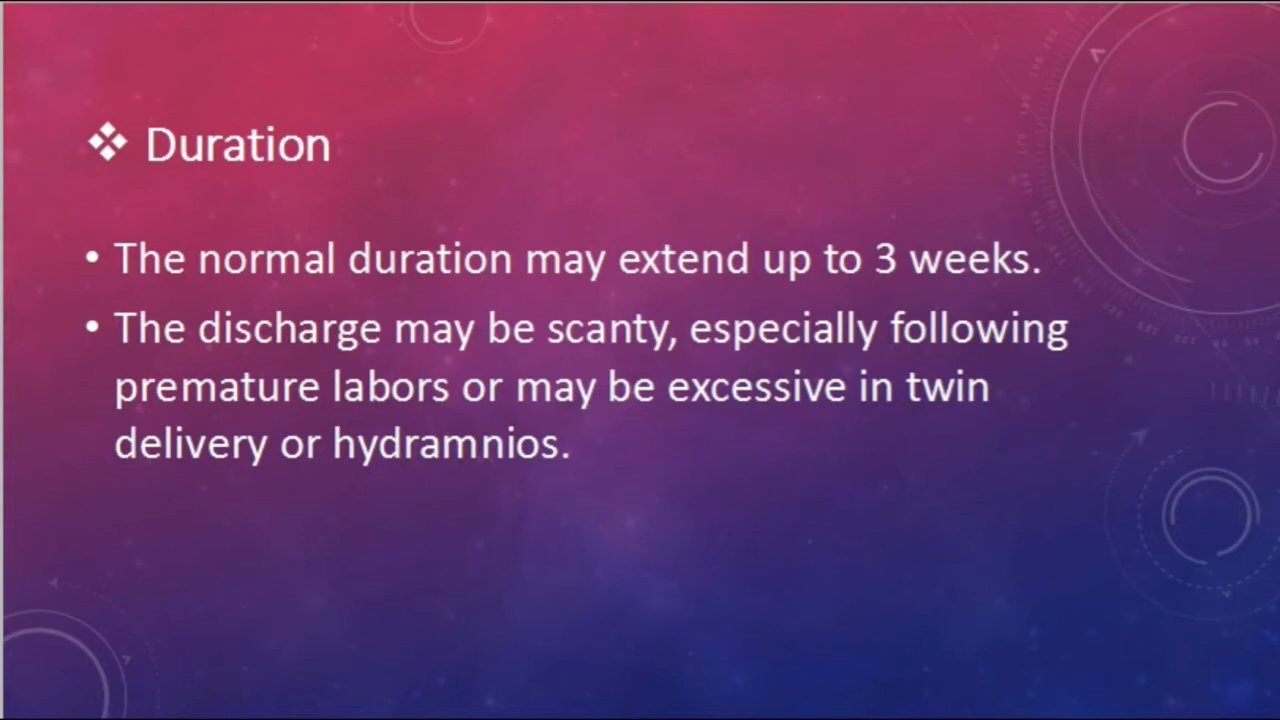 ❖ Duration
• The normal duration may extend up to 3 weeks.
• The discharge may be scanty, especially following
premature labors or may be excessive in twin
delivery or hydramnios.